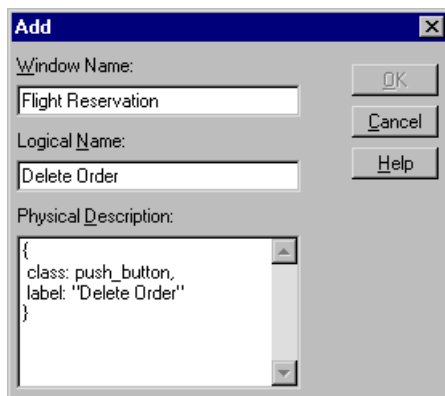 Add
Window Name:
OK
Flight Reservation
Cancel
Logical Name:
Help
Delete Order
Physical Description:
{
class: push_button,
label: "Delete Order"
}